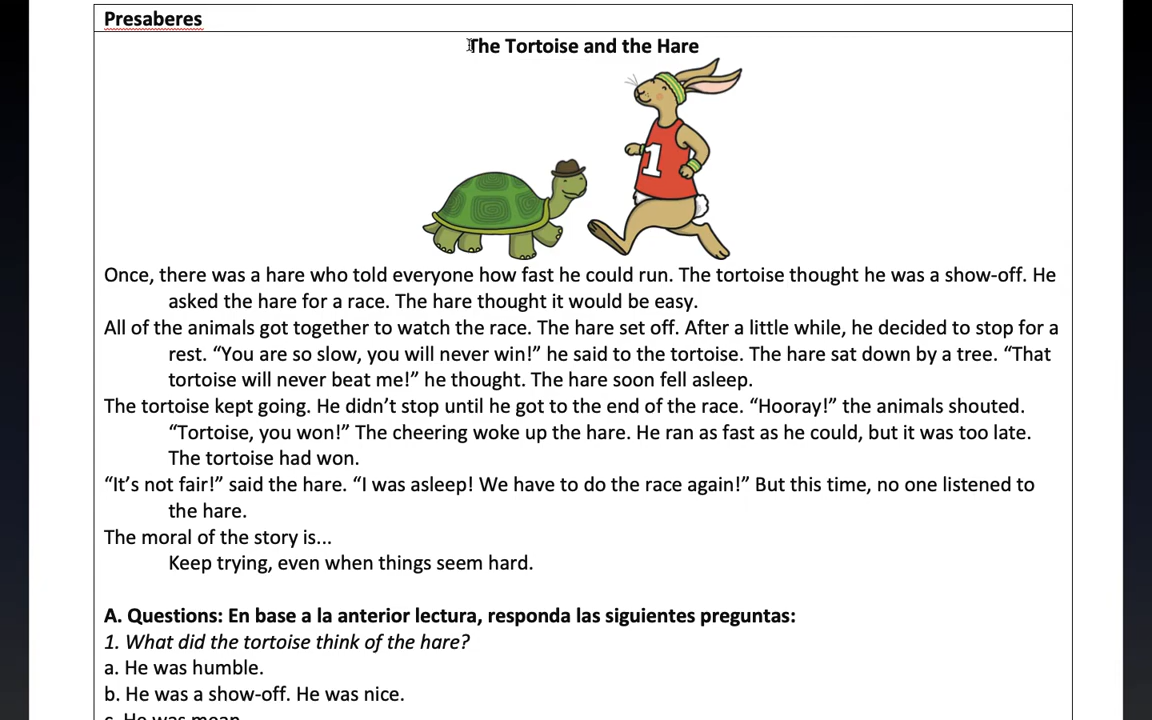 Presaberes
The Tortoise and the Hare
1
Once, there was a hare who told everyone how fast he could run. The tortoise thought he was a show-off. He
asked the hare for a race. The hare thought it would be easy.
All of the animals got together to watch the race. The hare set off. After a little while, he decided to stop for a
rest. “You are so slow, you will never win!” he said to the tortoise. The hare sat down by a tree. “That
tortoise will never beat me!” he thought. The hare soon fell asleep.
The tortoise kept going. He didn’t stop until he got to the end of the race. “Hooray!” the animals shouted.
“Tortoise, you won!” The cheering woke up the hare. He ran as fast as he could, but it was too late.
The tortoise had won.
“It’s not fair!” said the hare. “I was asleep! We have to do the race again!” But this time, no one listened to
the hare.
The moral of the story is...
Keep trying, even when things seem hard.
A. Questions: En base a la anterior lectura, responda las siguientes preguntas:
1. What did the tortoise think of the hare?
a. He was humble.
b. He was a show-off. He was nice.
c. He was mean